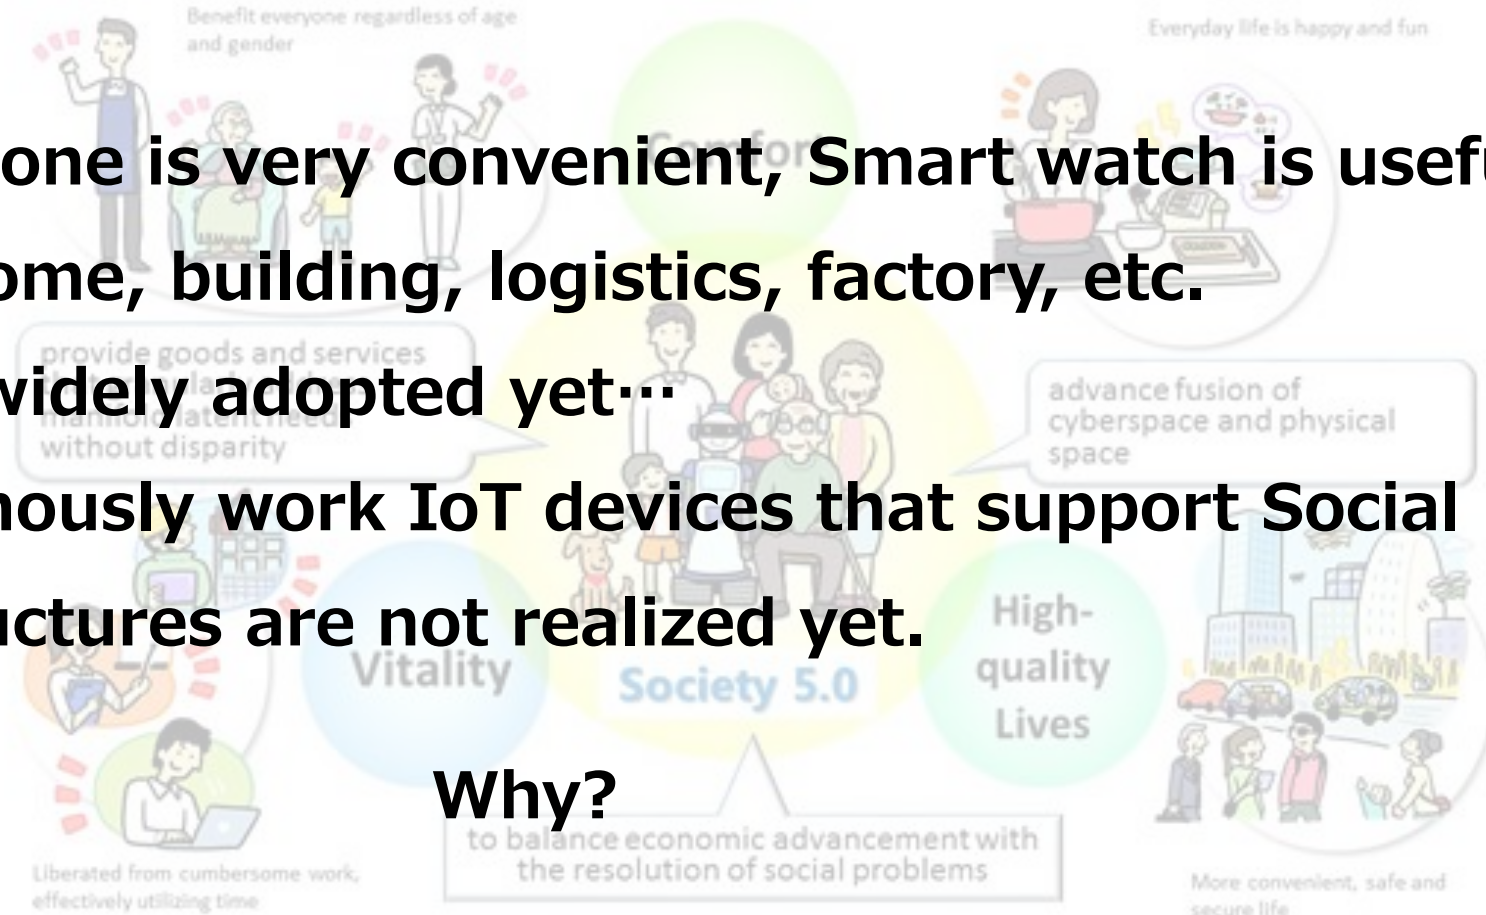 Benefit everyone regardless of age
and gender
Everyday life is happy and fun
Comfort
one is very convenient, Smart watch is usefu
ome, building, logistics, factory, etc.
provide goods and services
widely adopted yet…
without disparity
advance fusion of
cyberspace and physical
space
nously work IoT devices that support Social
uctures are not realized yet.
Vitality
Society 5.0
High-
quality
Lives
Why?
to balance economic advancement with
the resolution of social problems
Liberated from cumbersome work,
effectively utilizing time
More convenient, safe and
secure life